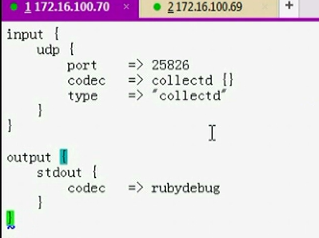 1 172.16.100.70 × 2 172.16.100.69 × +
input {
    udp {
        port    => 25826
        codec   => collectd {}
        type    => "collectd"
    }
}
output {
    stdout {
        codec   => rubydebug
    }
}
~